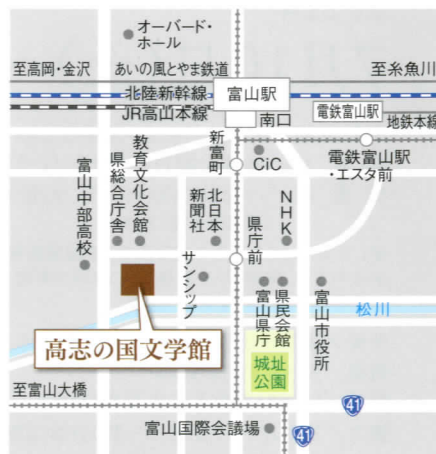 オーバード・
ホール
至高岡・金沢
あいの風とやま鉄道
至糸魚川
北陸新幹線
富山駅
JR高山本線
南口
電鉄富山駅
地鉄本線
新富町
CiC
電鉄富山駅
・エスタ前
教育文化会館
県総合庁舎
富山中部高校
北日本
新聞社
NHK
県庁前
サンシップ
県民会館
富山県庁
富山市役所
松川
高志の国文学館
城址
公園
至富山大橋
41
富山国際会議場
41